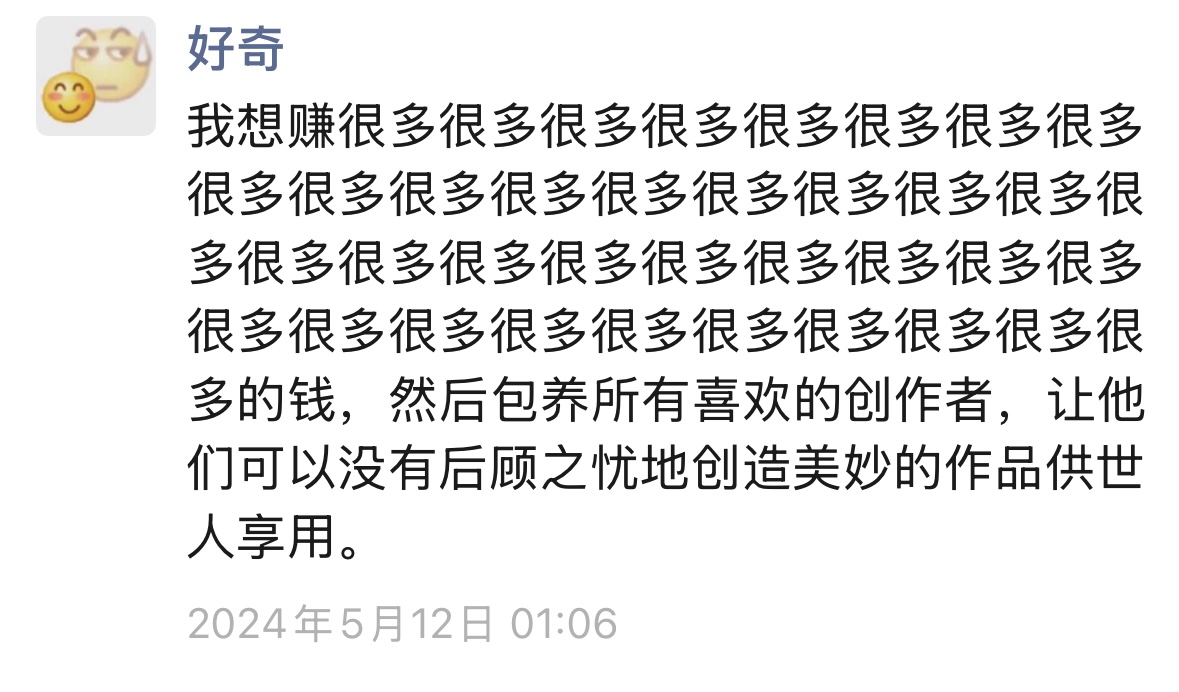 好奇
我想赚很多很多很多很多很多很多很多很多
很多很多很多很多很多很多很多很多很多很
多很多很多很多很多很多很多很多很多很多
很多很多很多很多很多很多很多很多很多很
多的钱，然后包养所有喜欢的创作者，让他
们可以没有后顾之忧地创造美妙的作品供世
人享用。
2024年5月12日 01:06